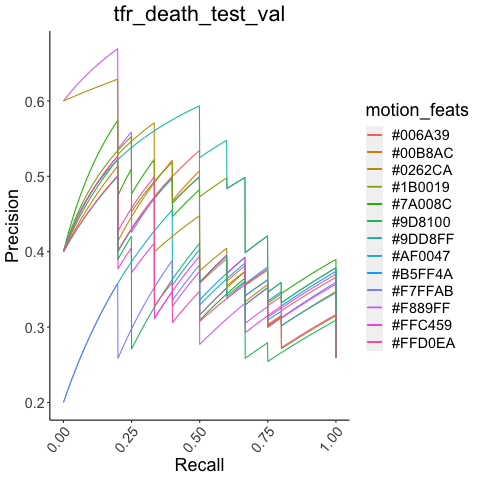 tfr_death_test_val
Precision
0.6
0.5
0.4
0.3
0.2
0.00
0.25
0.50
0.75
1.00
Recall
motion_feats
#006A39
#00B8AC
#0262CA
#1B0019
#7A008C
#9D8100
#9DD8FF
#AF0047
#B5FF4A
#F7FFAB
#F889FF
#FFC459
#FFD0EA